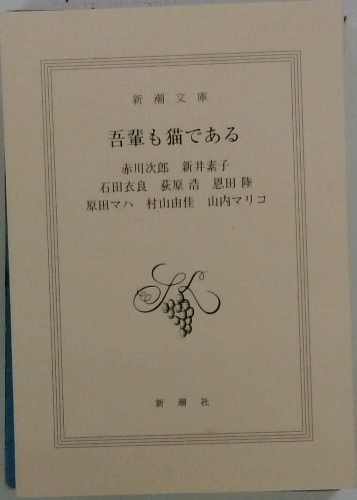 新潮文庫
吾輩も猫である
赤川次郎 新井素子
石田衣良 荻原浩 恩田陸
原田マハ 村山由佳 山内マリコ
新潮社